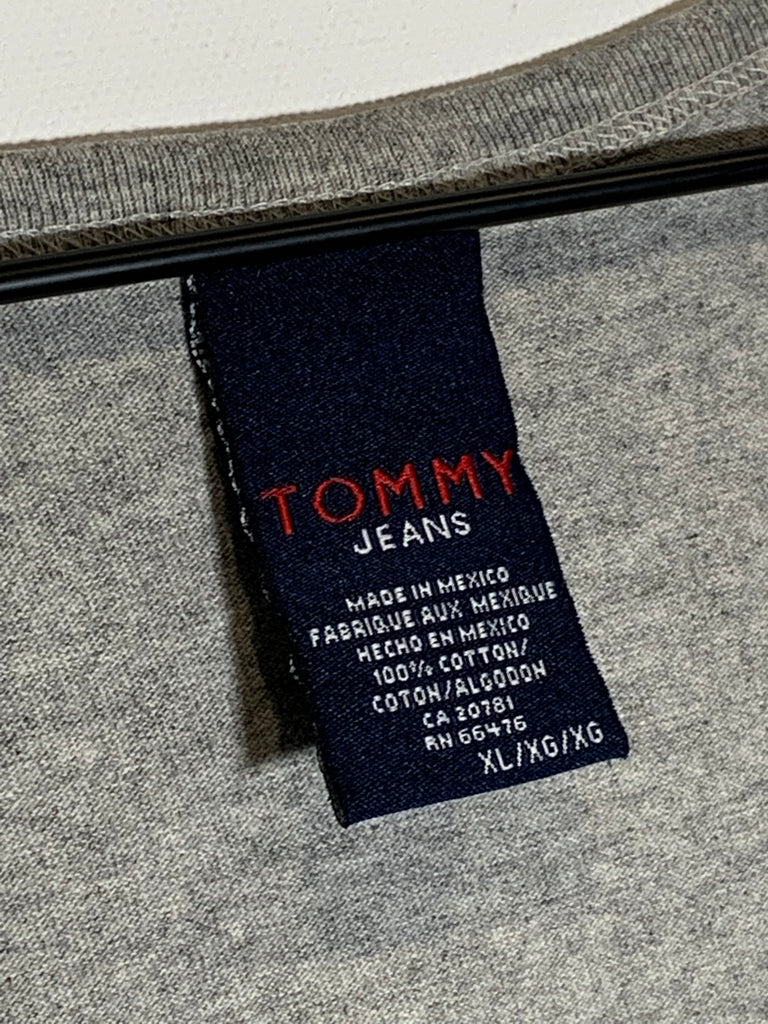 TOMMY
JEANS
MADE IN MEXICO
FABRIQUE AUX MEXIQUE
HECHO EN MEXICO
100% COTTON/
COTON/ALGODON
CA 20781
RN 66476
XL/XG/XG